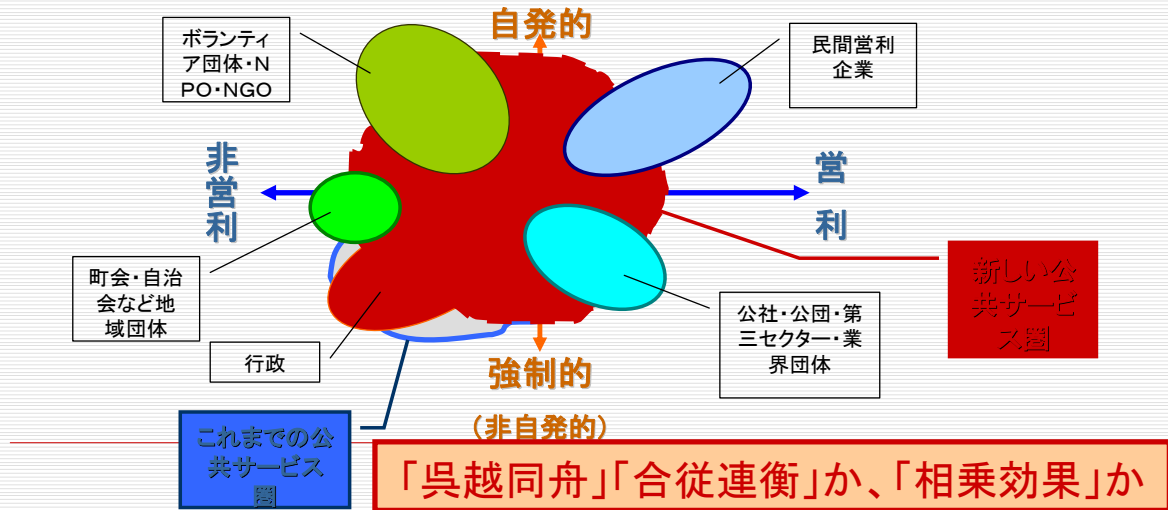 自発的
ボランティ
ア団体・N
PO・NGO
民間営利
企業
非
営
利
営
利
町会・自治
会など地
域団体
新しい公
共サービ
ス圏
公社・公団・第
三セクター・業
界団体
行政
強制的
(非自発的)
これまでの公
共サービス
圏
「呉越同舟」「合従連衡」か、「相乗効果」か